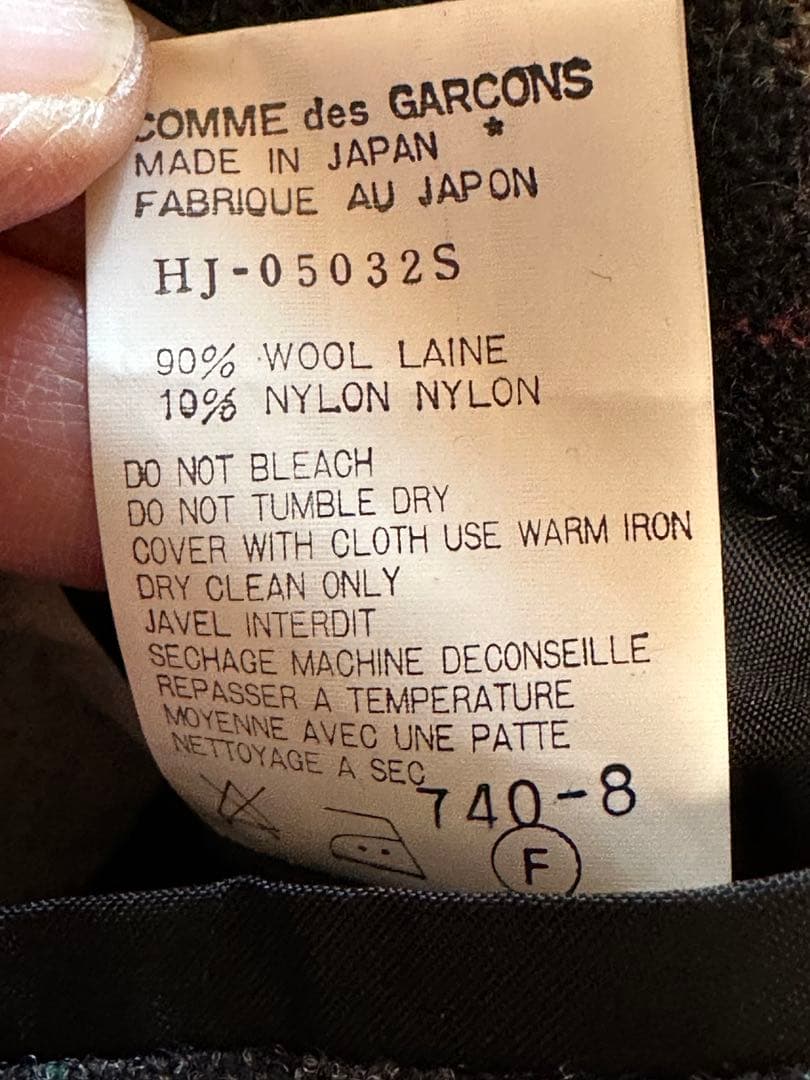 COMME des GARCONS
*
MADE IN JAPAN
FABRIQUE AU JAPON
HJ-05032S
90% WOOL LAINE
10% NYLON NYLON
DO NOT BLEACH
DO NOT TUMBLE DRY
COVER WITH CLOTH USE WARM IRON
DRY CLEAN ONLY
JAVEL INTERDIT
SECHAGE MACHINE DECONSEILLE
REPASSER A TEMPERATURE
MOYENNE AVEC UNE PATTE
NETTOYAGE A SEC
740-8
F